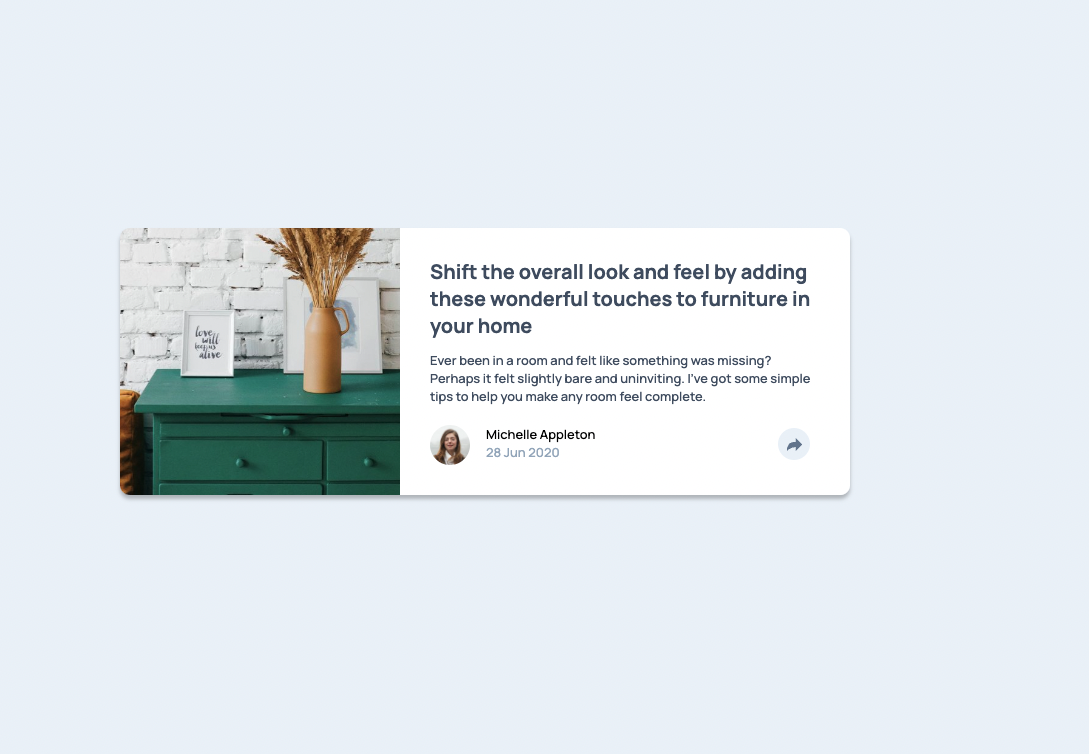 love
will
keep us
alive
Shift the overall look and feel by adding
these wonderful touches to furniture in
your home
Ever been in a room and felt like something was missing?
Perhaps it felt slightly bare and uninviting. I've got some simple
tips to help you make any room feel complete.
Michelle Appleton
28 Jun 2020